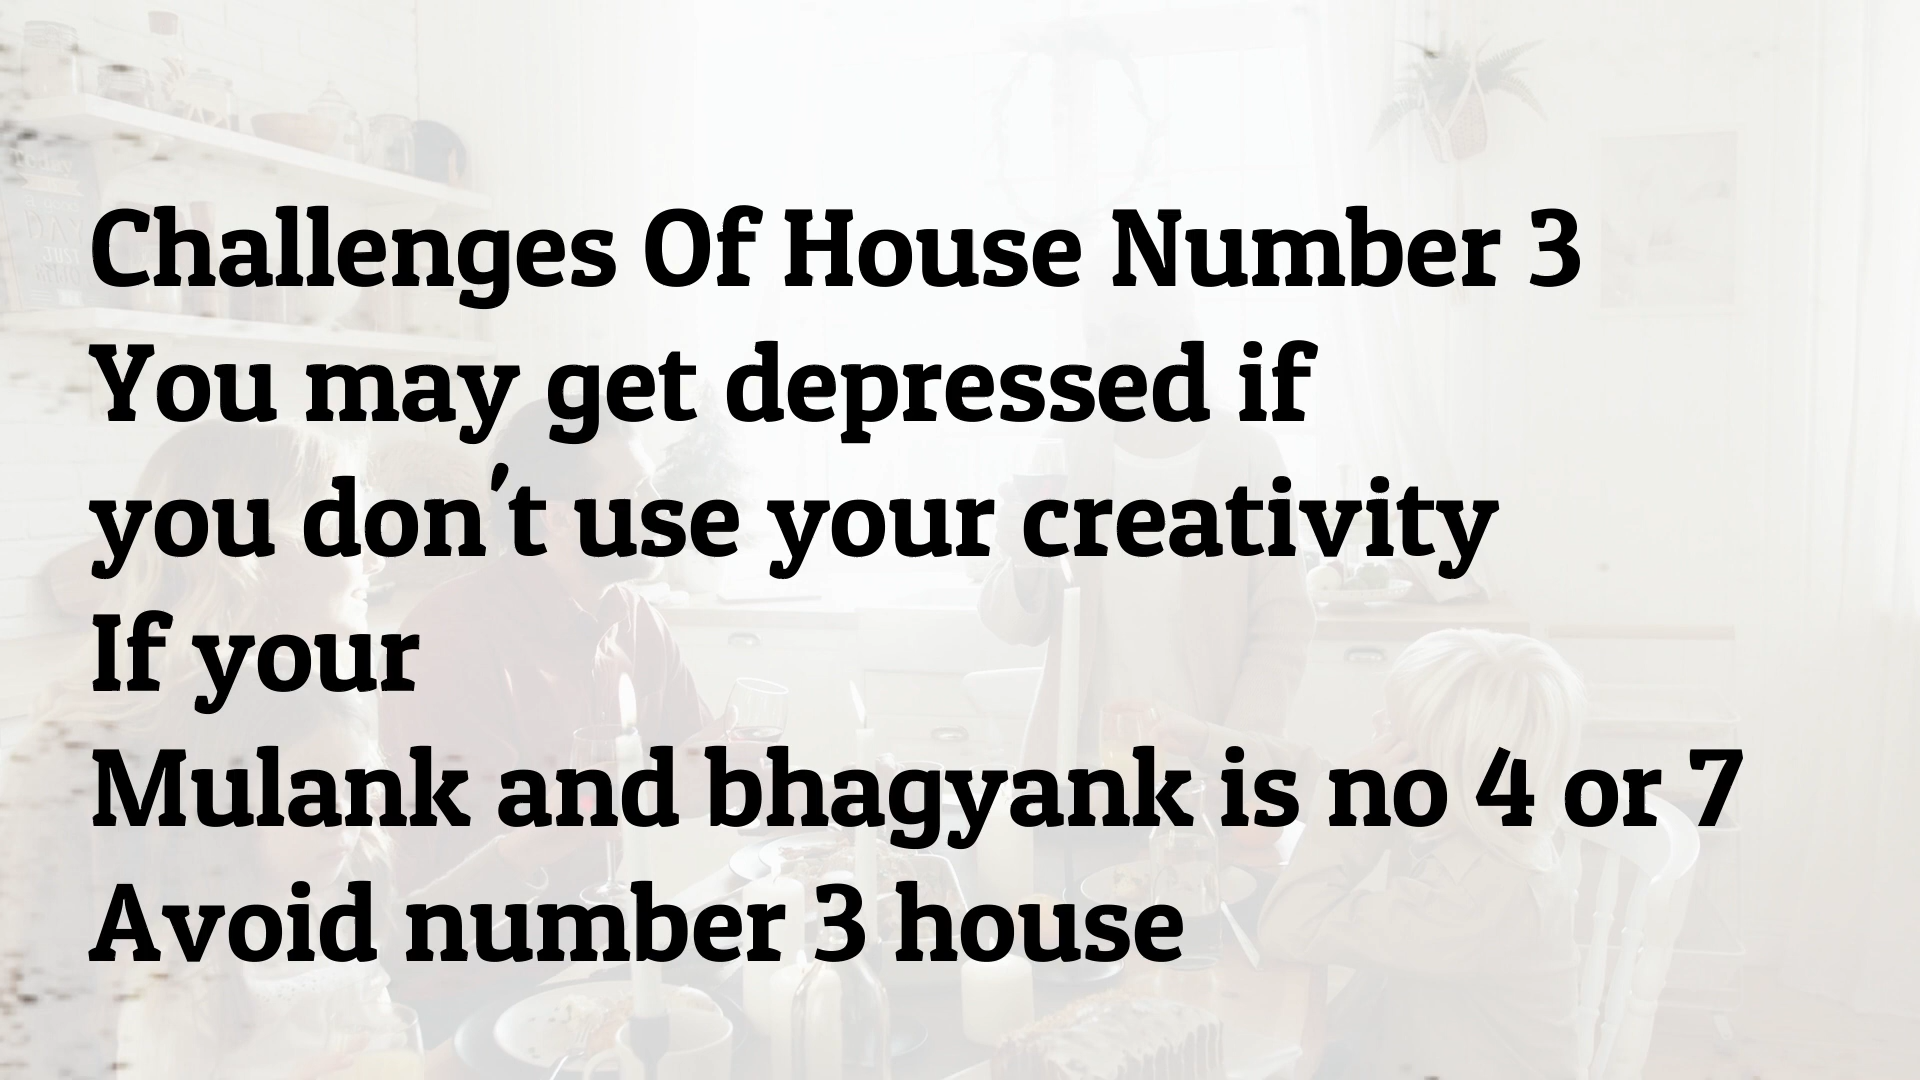 Challenges Of House Number 3
You may get depressed if
you don't use your creativity
If your
Mulank and bhagyank is no 4 or 7
Avoid number 3 house